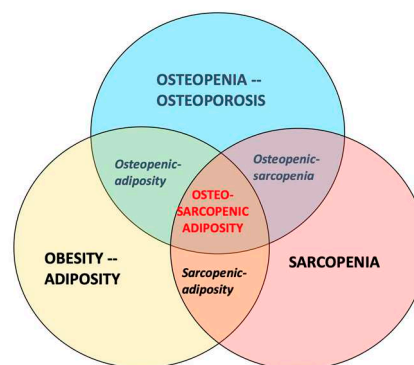 OSTEOPENIA --
OSTEOPOROSIS
Osteopenic-
adiposity
Osteopenic-
sarcopenia
OSTEO-
SARCOPENIC
ADIPOSITY
OBESITY --
ADIPOSITY
Sarcopenic-
adiposity
SARCOPENIA